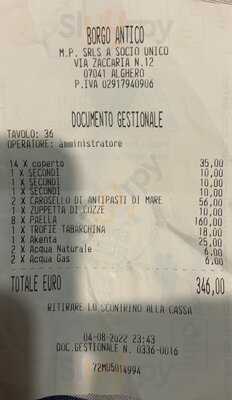 BORGO ANTICO
M.P. SRLS A SOCIO UNICO
VIA ZACCARIA N.12
07041 ALGHERO
P.IVA 02917940906
DOCUMENTO GESTIONALE
TAVOLO: 36
OPERATORE: amministratore
14 X coperto 35,00
1 X SECONDI 10,00
1 X SECONDI 10,00
1 X SECONDI 10,00
2 X CAROSELLO DI ANTIPASTI DI MARE 56,00
1 X ZUPPETTA DI COZZE 10,00
8 X PAELLA 160,00
1 X TROFIE TABARCHINA 18,00
1 X Akenta 25,00
2 X Acqua Naturale 6,00
2 X Acqua Gas 6,00
TOTALE EURO 346,00
RITIRARE LO SCONTRINO ALLA CASSA
04-08-2022 23:43
DOC.GESTIONALE N. 0336-0016
72MU5014994